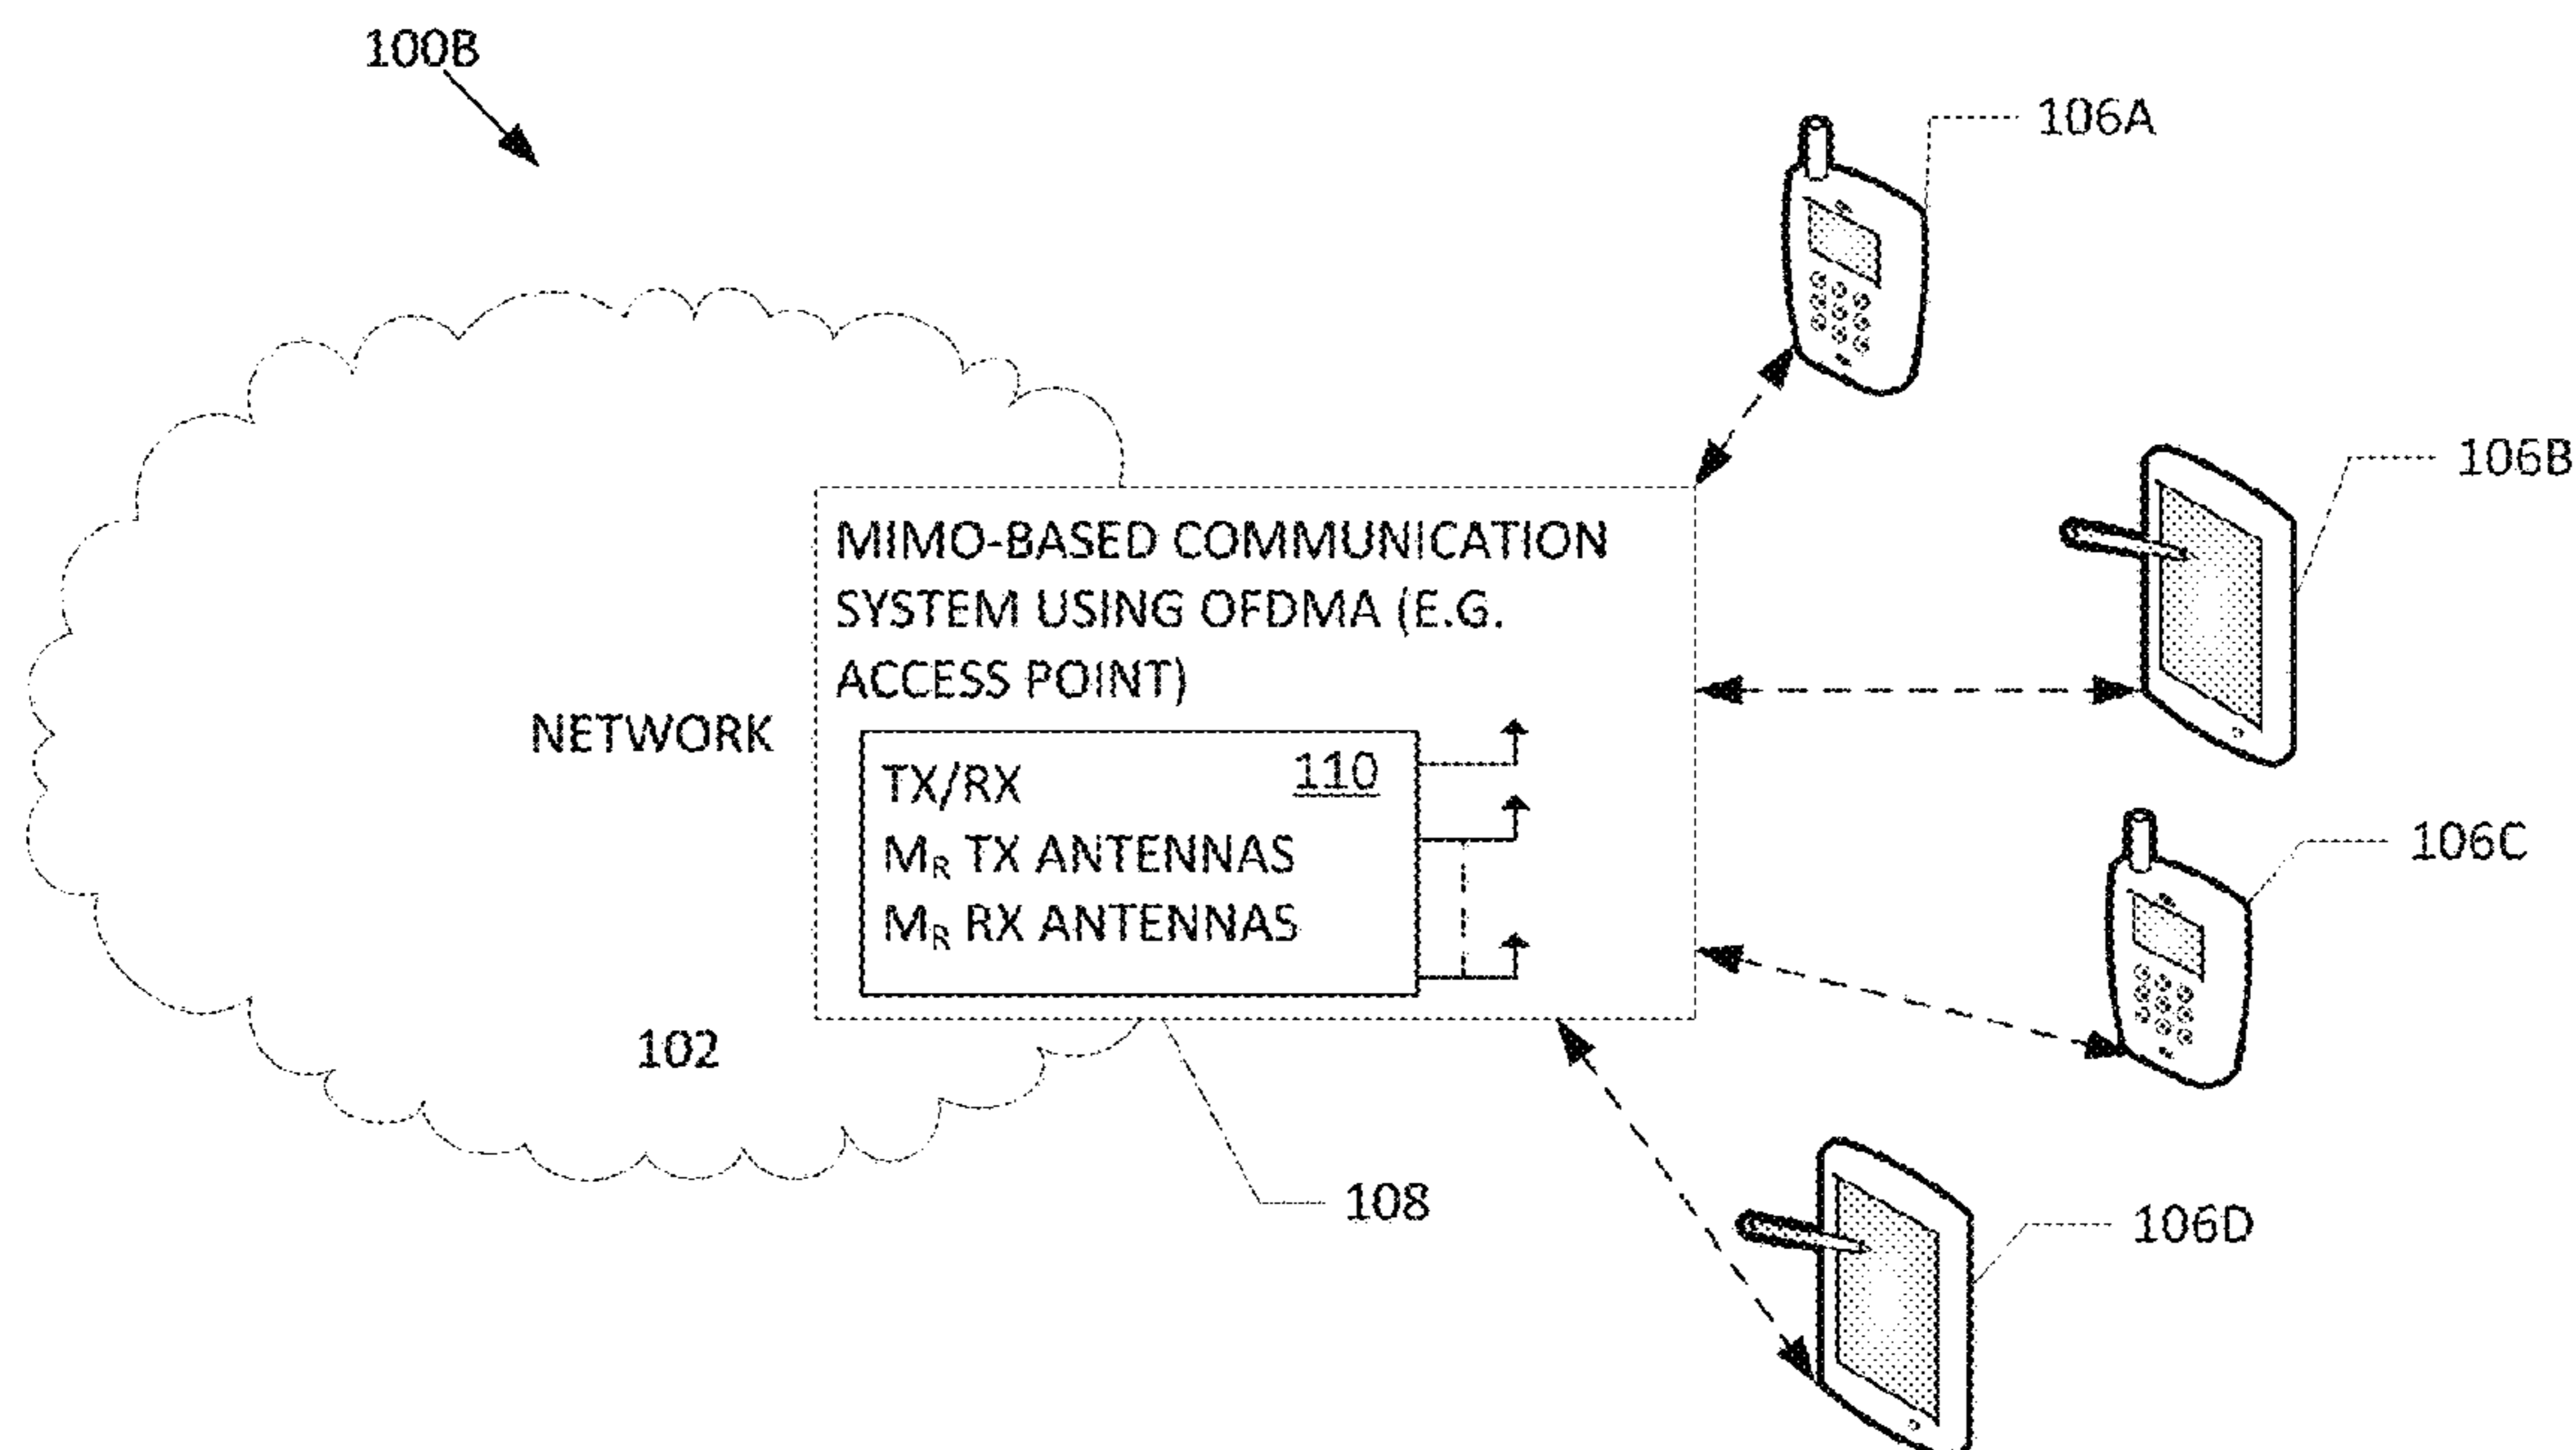 100B
106A
106B
MIMO-BASED COMMUNICATION
SYSTEM USING OFDMA (E.G.
ACCESS POINT)
NETWORK
TX/RX 110
MR TX ANTENNAS
MR RX ANTENNAS
106C
102
108
106D